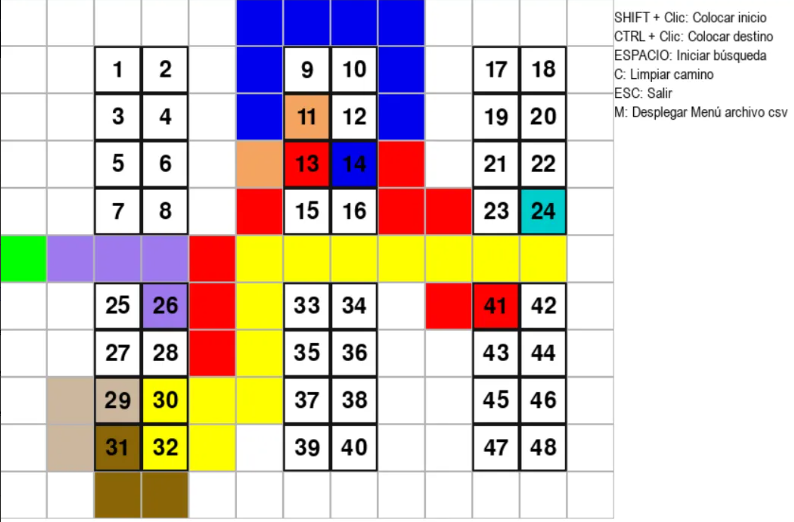 SHIFT + Clic: Colocar inicio
CTRL + Clic: Colocar destino
ESPACIO: Iniciar búsqueda
C: Limpiar camino
ESC: Salir
M: Desplegar Menú archivo csv
1 2 9 10 17 18
3 4 11 12 19 20
5 6 13 14 21 22
7 8 15 16 23 24
25 26 33 34 41 42
27 28 35 36 43 44
29 30 37 38 45 46
31 32 39 40 47 48